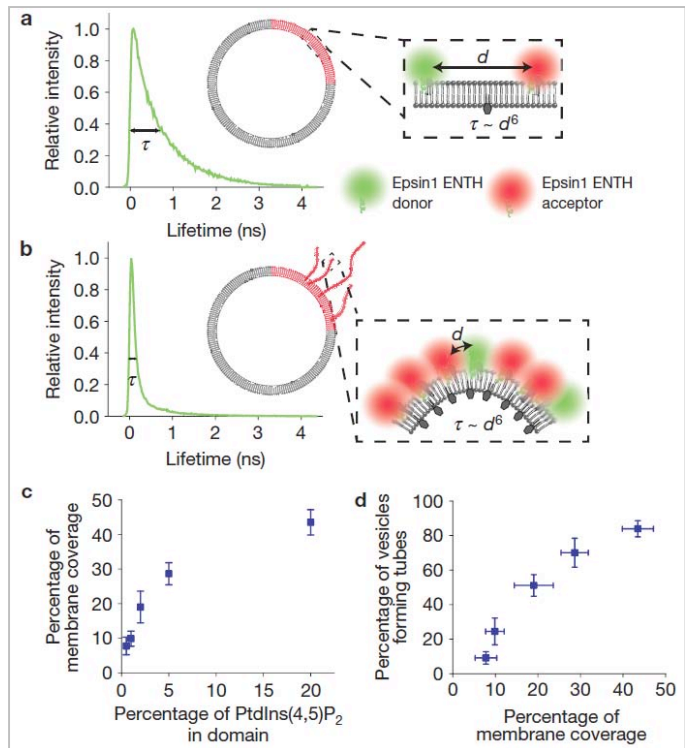 a
Relative intensity
1.0
0.8
0.6
0.4
0.2
0.0
τ
0 1 2 3 4
Lifetime (ns)
d
τ ~ d⁶
Epsin1 ENTH
donor
Epsin1 ENTH
acceptor
b
Relative intensity
1.0
0.8
0.6
0.4
0.2
0.0
τ
0 1 2 3 4
Lifetime (ns)
d
τ ~ d⁶
c
Percentage of
membrane coverage
50
40
30
20
10
0
0 5 10 15 20
Percentage of PtdIns(4,5)P₂
in domain
d
Percentage of vesicles
forming tubes
100
80
60
40
20
0
0 10 20 30 40 50
Percentage of
membrane coverage